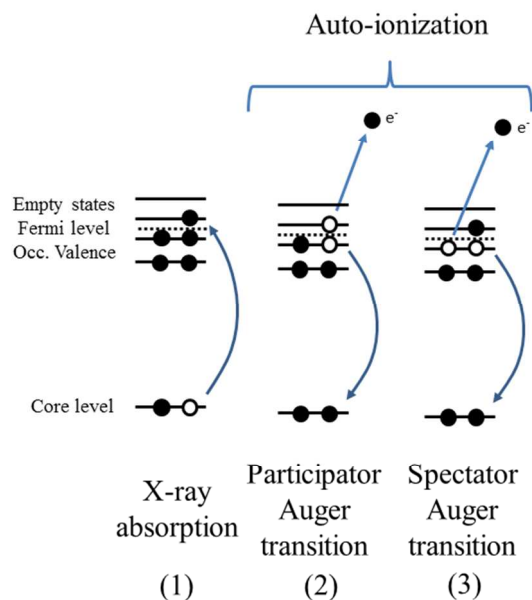 Auto-ionization
e-
e-
Empty states
Fermi level
Occ. Valence
Core level
X-ray
absorption
(1)
Participator
Auger
transition
(2)
Spectator
Auger
transition
(3)